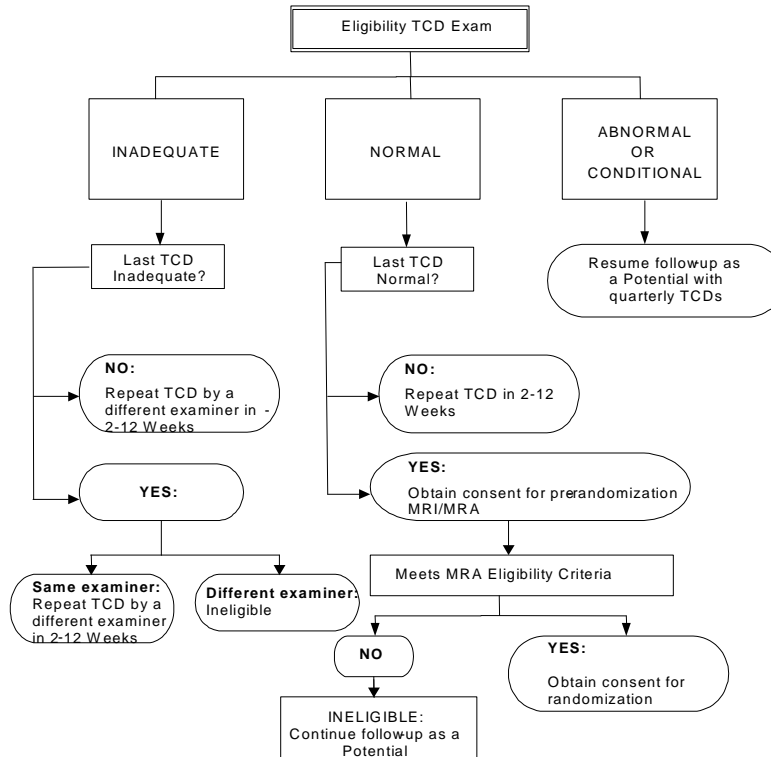 Eligibility TCD Exam
INADEQUATE
NORMAL
ABNORMAL
OR
CONDITIONAL
Last TCD
Inadequate?
Last TCD
Normal?
Resume follow-up as
a Potential with
quarterly TCDs
NO:
Repeat TCD by a
different examiner in -
2-12 Weeks
NO:
Repeat TCD in 2-12
Weeks
YES:
YES:
Obtain consent for prerandomization
MRI/MRA
Same examiner:
Repeat TCD by a
different examiner
in 2-12 Weeks
Different examiner:
Ineligible
Meets MRA Eligibility Criteria
NO
YES:
Obtain consent for
randomization
INELIGIBLE:
Continue follow-up as a
Potential